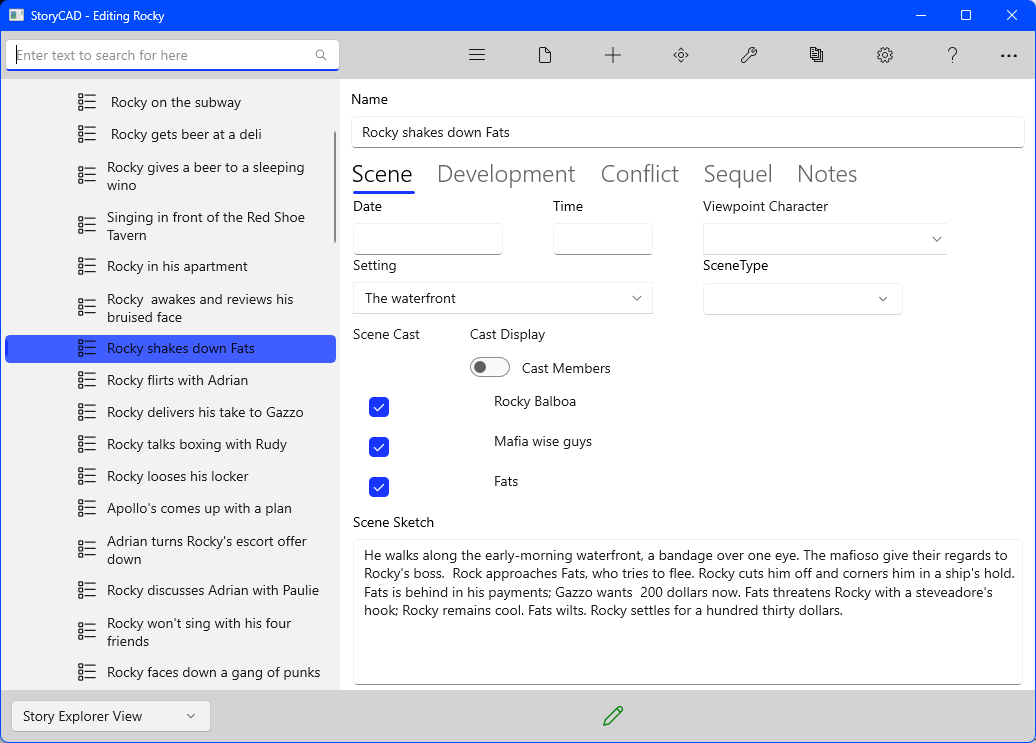 StoryCAD - Editing Rocky
Enter text to search for here
Rocky on the subway
Rocky gets beer at a deli
Rocky gives a beer to a sleeping
wino
Singing in front of the Red Shoe
Tavern
Rocky in his apartment
Rocky  awakes and reviews his
bruised face
Rocky shakes down Fats
Rocky flirts with Adrian
Rocky delivers his take to Gazzo
Rocky talks boxing with Rudy
Rocky looses his locker
Apollo's comes up with a plan
Adrian turns Rocky's escort offer
down
Rocky discusses Adrian with Paulie
Rocky won't sing with his four
friends
Rocky faces down a gang of punks
Name
Rocky shakes down Fats
Scene Development Conflict Sequel Notes
Date Time Viewpoint Character
Setting SceneType
The waterfront
Scene Cast Cast Display
Cast Members
Rocky Balboa
Mafia wise guys
Fats
Scene Sketch
He walks along the early-morning waterfront, a bandage over one eye. The mafioso give their regards to
Rocky's boss.  Rock approaches Fats, who tries to flee. Rocky cuts him off and corners him in a ship's hold.
Fats is behind in his payments; Gazzo wants  200 dollars now. Fats threatens Rocky with a steveadore's
hook; Rocky remains cool. Fats wilts. Rocky settles for a hundred thirty dollars.
Story Explorer View